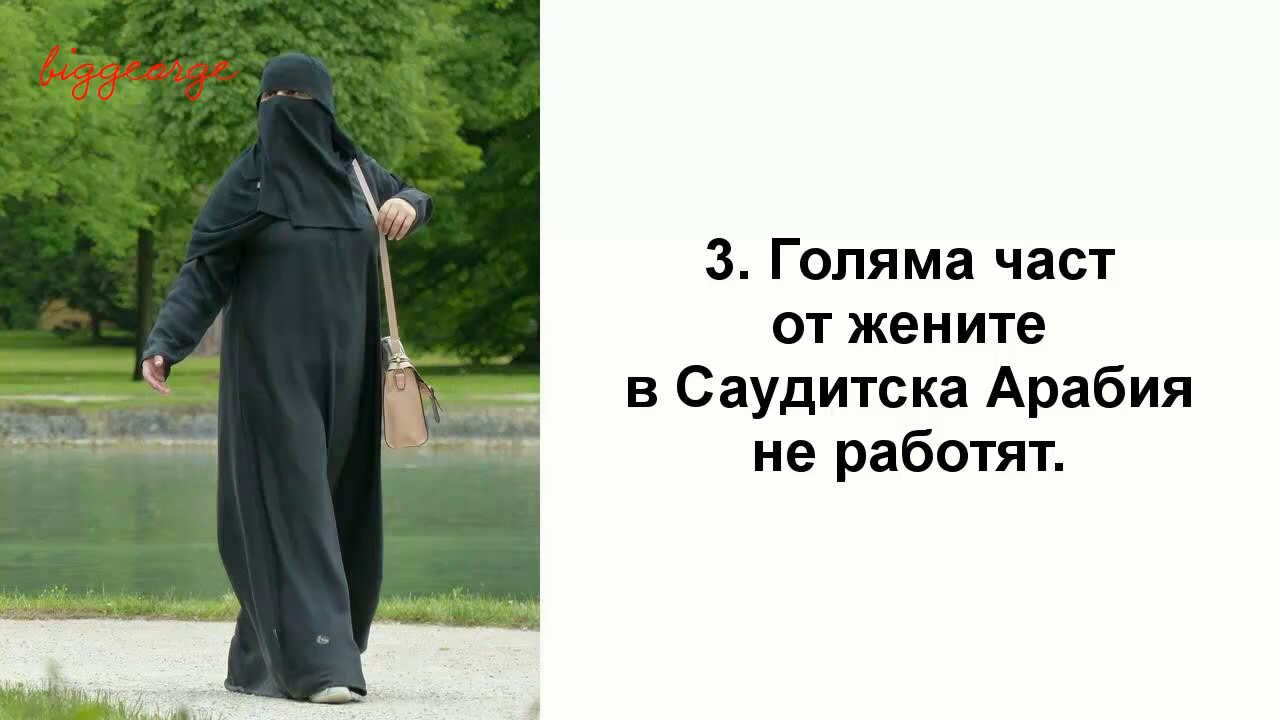 biggeorge
3. Голяма част
от жените
в Саудитска Арабия
не работят.